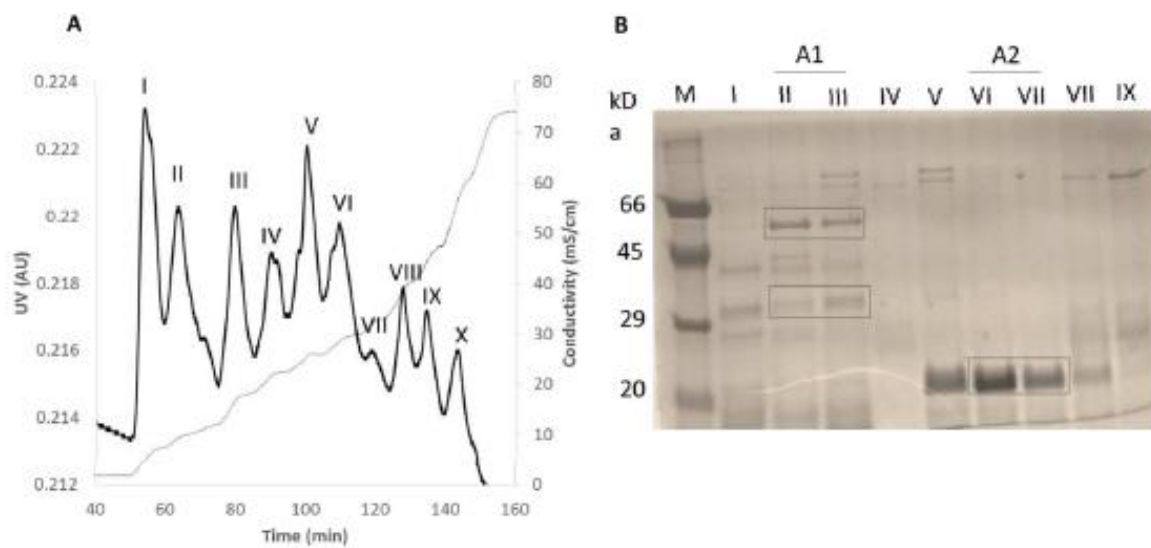 A
0.224
0.222
0.22
0.218
0.216
0.214
0.212
UV (AU)
I
II
III
IV
V
VI
VII
VIII
IX
X
80
70
60
50
40
30
20
10
0
Conductivity (mS/cm)
40 60 80 100 120 140 160
Time (min)
B
A1 A2
kD
a
M I II III IV V VI VII VII IX
66
45
29
20